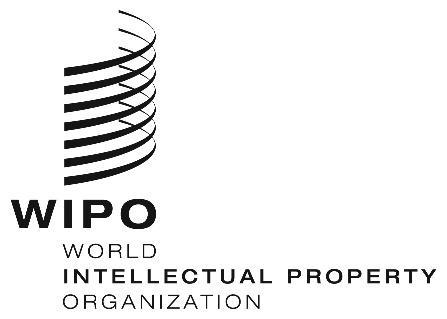 WIPO
WORLD
INTELLECTUAL PROPERTY
ORGANIZATION